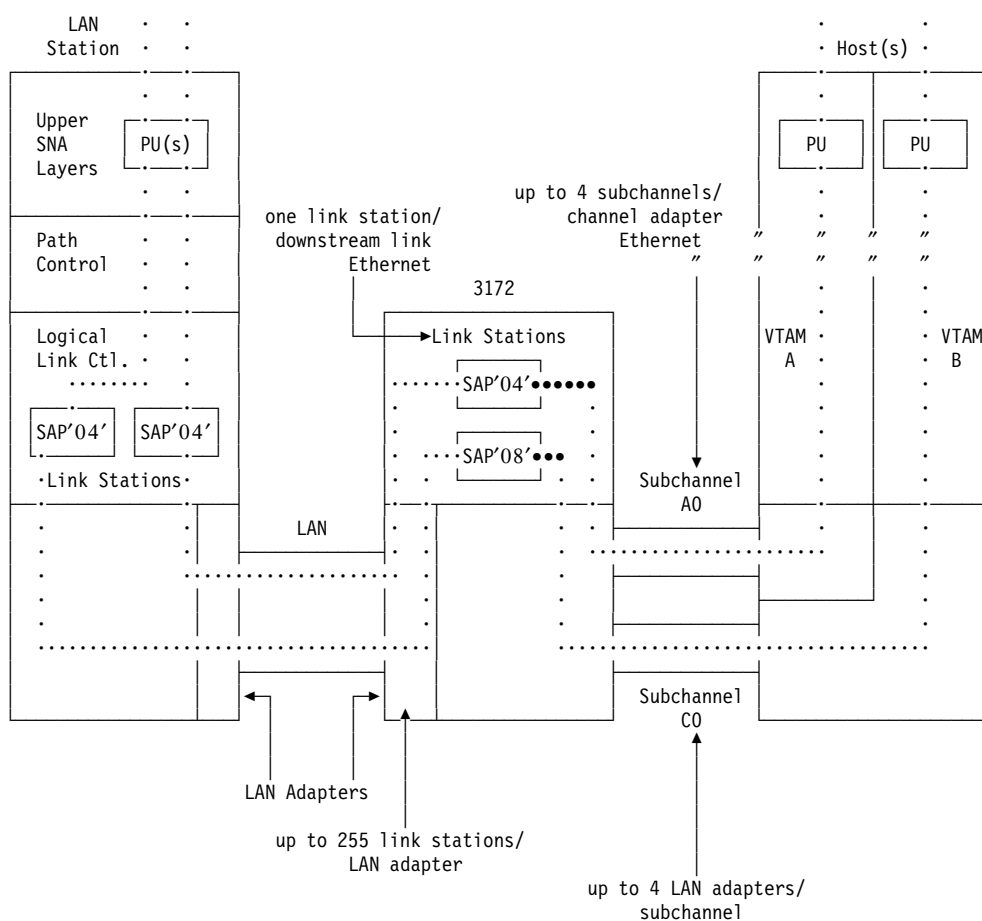 LAN
Station
Host(s)
Upper
SNA
Layers
PU(s)
PU
PU
up to 4 subchannels/
channel adapter
Ethernet
one link station/
downstream link
Ethernet
Path
Control
″ ″ ″ ″
″ ″ ″ ″ ″
3172
Logical
Link Ctl.
Link Stations
VTAM
A
VTAM
B
SAP′04′
SAP′04′
SAP′04′
SAP′08′
Link Stations
Subchannel
A0
LAN
Subchannel
C0
LAN Adapters
up to 255 link stations/
LAN adapter
up to 4 LAN adapters/
subchannel